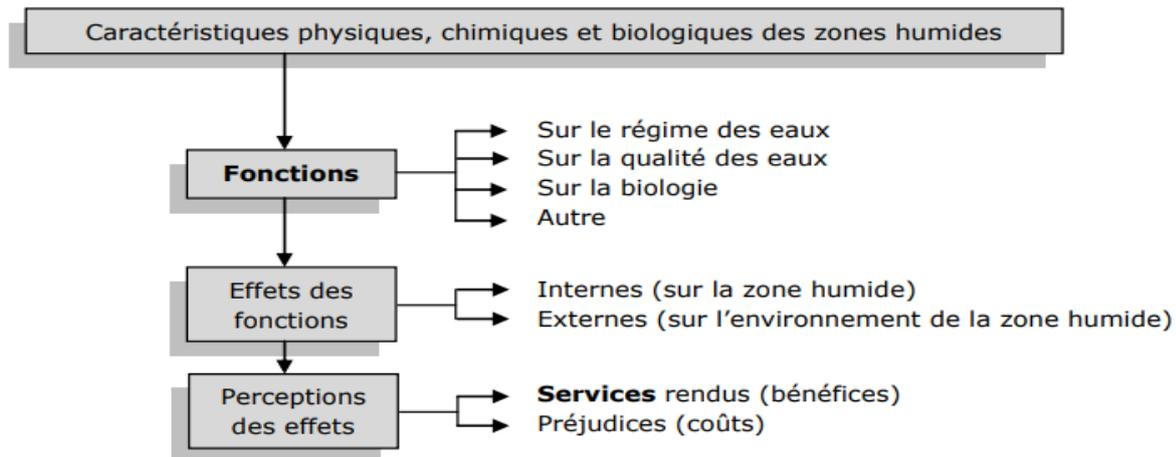 Caractéristiques physiques, chimiques et biologiques des zones humides
Fonctions
Sur le régime des eaux
Sur la qualité des eaux
Sur la biologie
Autre
Effets des
fonctions
Internes (sur la zone humide)
Externes (sur l’environnement de la zone humide)
Perceptions
des effets
Services rendus (bénéfices)
Préjudices (coûts)